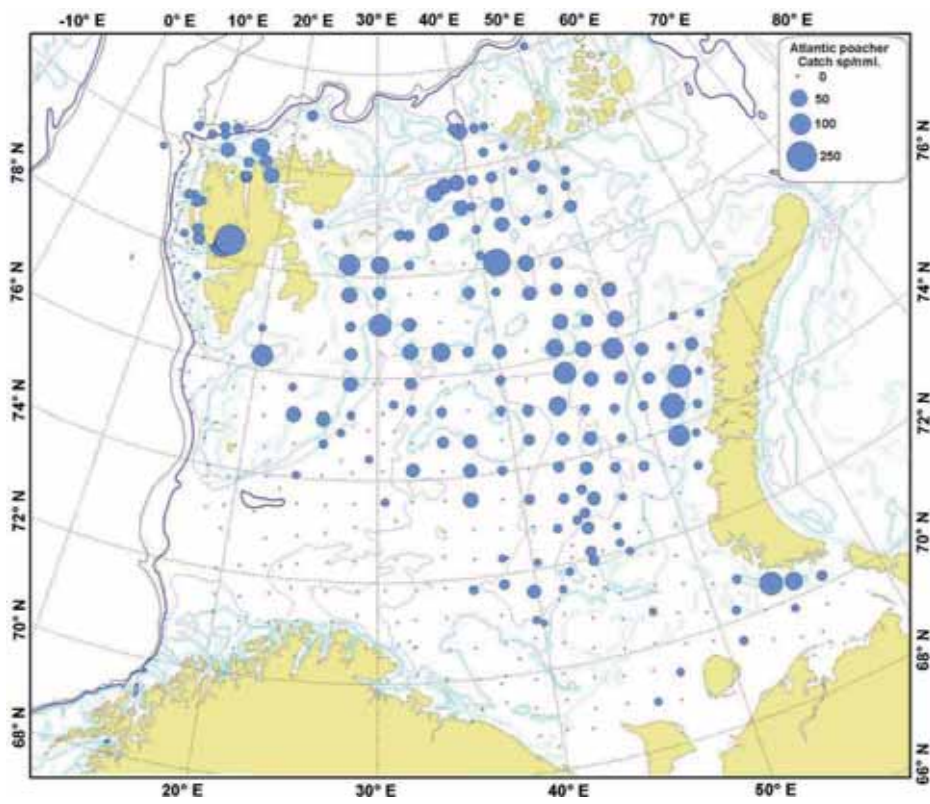 -10° E 0° E 10° E 20° E 30° E 40° E 50° E 60° E 70° E 80° E
Atlantic poacher
Catch sp/nml.
0
50
100
250
78° N
76° N
74° N
72° N
70° N
68° N
78° N
76° N
74° N
72° N
70° N
68° N
66° N
20° E 30° E 40° E 50° E